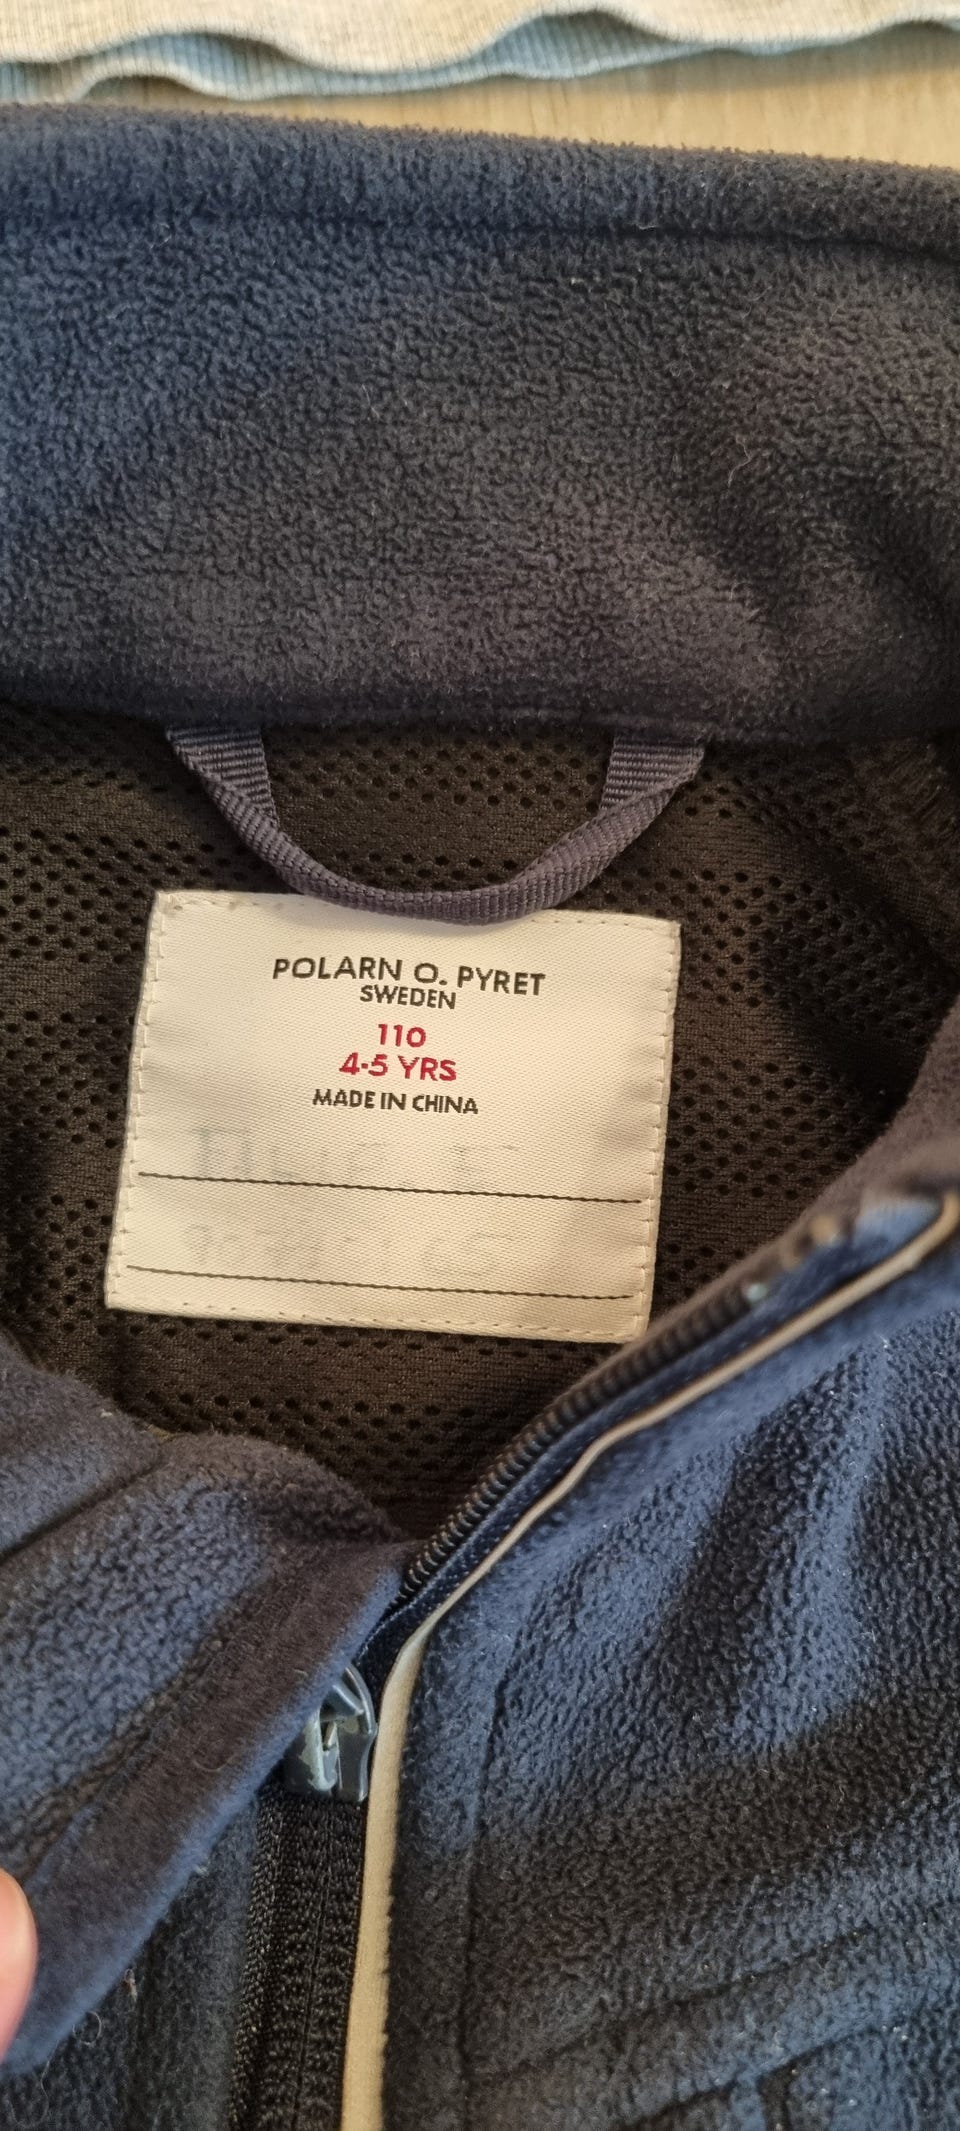 POLARN O. PYRET
SWEDEN
110
4-5 YRS
MADE IN CHINA